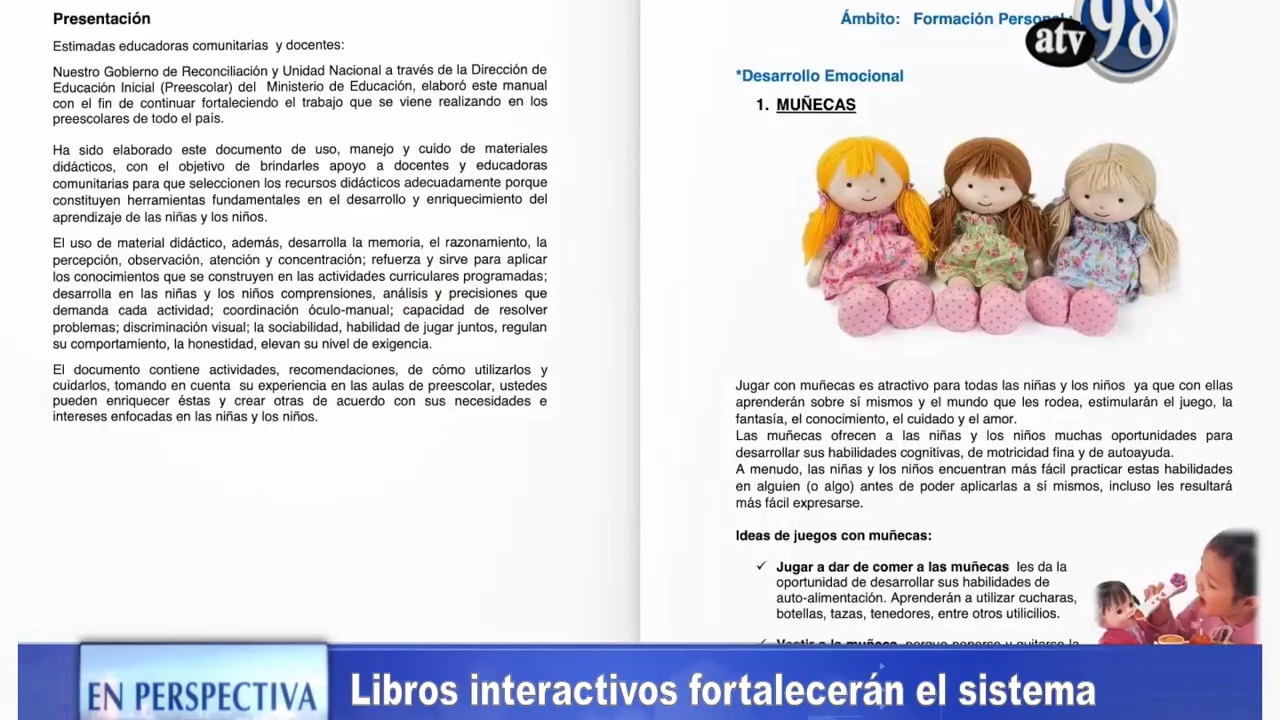 Presentación
Estimadas educadoras comunitarias y docentes:
Nuestro Gobierno de Reconciliación y Unidad Nacional a través de la Dirección de
Educación Inicial (Preescolar) del Ministerio de Educación, elaboró este manual
con el fin de continuar fortaleciendo el trabajo que se viene realizando en los
preescolares de todo el país.
Ha sido elaborado este documento de uso, manejo y cuido de materiales
didácticos, con el objetivo de brindarles apoyo a docentes y educadoras
comunitarias para que seleccionen los recursos didácticos adecuadamente porque
constituyen herramientas fundamentales en el desarrollo y enriquecimiento del
aprendizaje de las niñas y los niños.
El uso de material didáctico, además, desarrolla la memoria, el razonamiento, la
percepción, observación, atención y concentración; refuerza y sirve para aplicar
los conocimientos que se construyen en las actividades curriculares programadas;
desarrolla en las niñas y los niños comprensiones, análisis y precisiones que
demanda cada actividad; coordinación óculo-manual; capacidad de resolver
problemas; discriminación visual; la sociabilidad, habilidad de jugar juntos, regulan
su comportamiento, la honestidad, elevan su nivel de exigencia.
El documento contiene actividades, recomendaciones, de cómo utilizarlos y
cuidarlos, tomando en cuenta su experiencia en las aulas de preescolar, ustedes
pueden enriquecer éstas y crear otras de acuerdo con sus necesidades e
intereses enfocadas en las niñas y los niños.
Ámbito: Formación Personal
atv 98
*Desarrollo Emocional
1. MUÑECAS
Jugar con muñecas es atractivo para todas las niñas y los niños ya que con ellas
aprenderán sobre sí mismos y el mundo que les rodea, estimularán el juego, la
fantasía, el conocimiento, el cuidado y el amor.
Las muñecas ofrecen a las niñas y los niños muchas oportunidades para
desarrollar sus habilidades cognitivas, de motricidad fina y de autoayuda.
A menudo, las niñas y los niños encuentran más fácil practicar estas habilidades
en alguien (o algo) antes de poder aplicarlas a sí mismos, incluso les resultará
más fácil expresarse.
Ideas de juegos con muñecas:
✓ Jugar a dar de comer a las muñecas les da la
oportunidad de desarrollar sus habilidades de
auto-alimentación. Aprenderán a utilizar cucharas,
botellas, tazas, tenedores, entre otros utilicilios.
✓ Vestir a la muñeca, porque ponerse y quitarse la
EN PERSPECTIVA
Libros interactivos fortalecerán el sistema